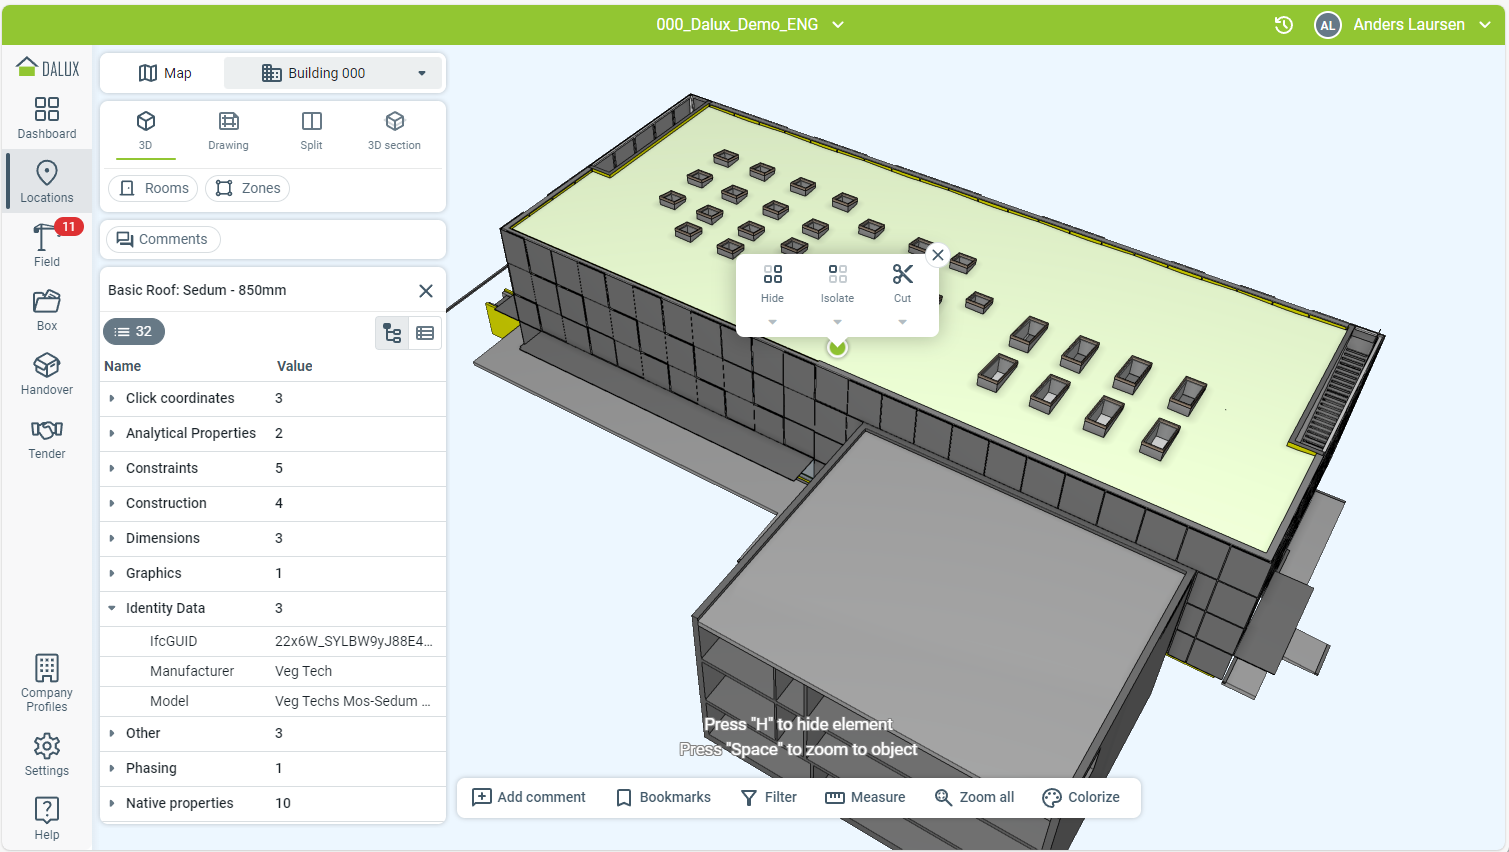 000_Dalux_Demo_ENG
AL Anders Laursen
DALUX
Dashboard
Locations
11
Field
Box
Handover
Tender
Company
Profiles
Settings
Help
Map
Building 000
3D Drawing Split 3D section
Rooms Zones
Comments
Basic Roof: Sedum - 850mm
32
Name Value
Click coordinates 3
Analytical Properties 2
Constraints 5
Construction 4
Dimensions 3
Graphics 1
Identity Data 3
IfcGUID 22x6W_SYLBW9yJ88E4...
Manufacturer Veg Tech
Model Veg Techs Mos-Sedum ...
Other 3
Phasing 1
Native properties 10
Hide Isolate Cut
Press "H" to hide element
Press "Space" to zoom to object
Add comment Bookmarks Filter Measure Zoom all Colorize